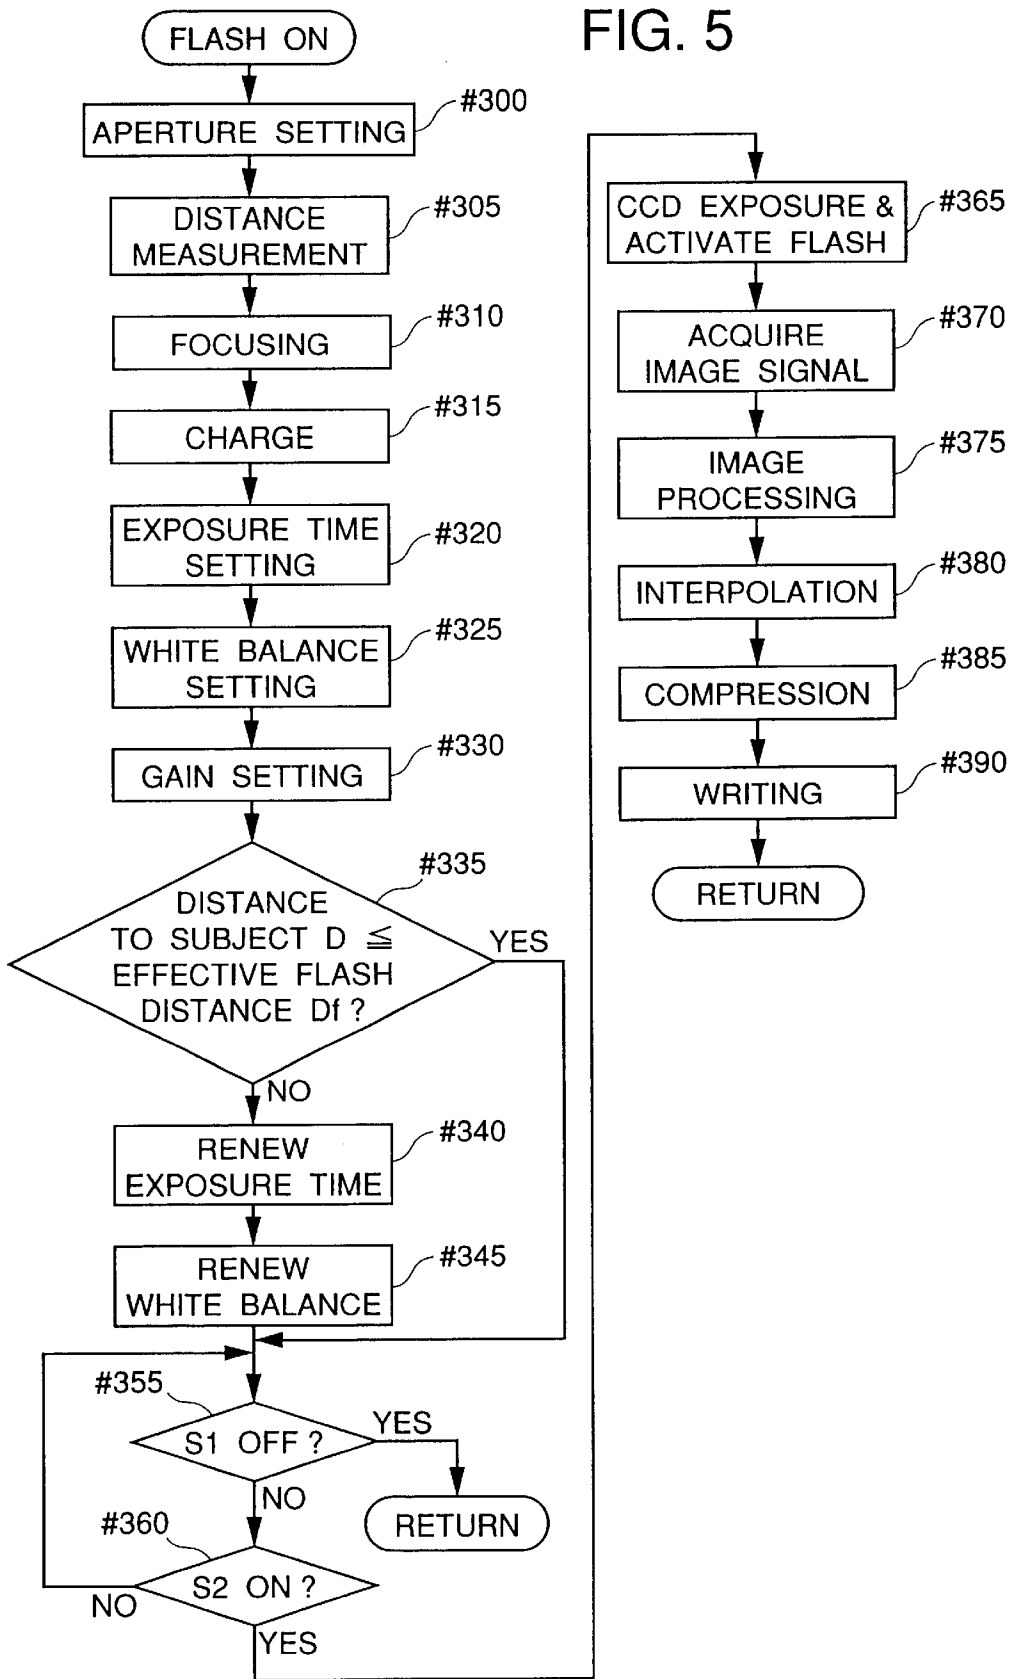 FIG. 5
FLASH ON
#300
APERTURE SETTING
#305
DISTANCE
MEASUREMENT
#310
FOCUSING
#315
CHARGE
#320
EXPOSURE TIME
SETTING
#325
WHITE BALANCE
SETTING
#330
GAIN SETTING
#335
DISTANCE
TO SUBJECT D ≦
EFFECTIVE FLASH
DISTANCE Df ?
YES
NO
#340
RENEW
EXPOSURE TIME
#345
RENEW
WHITE BALANCE
#355
S1 OFF ?
YES
RETURN
NO
#360
S2 ON ?
NO
YES
#365
CCD EXPOSURE &
ACTIVATE FLASH
#370
ACQUIRE
IMAGE SIGNAL
#375
IMAGE
PROCESSING
#380
INTERPOLATION
#385
COMPRESSION
#390
WRITING
RETURN